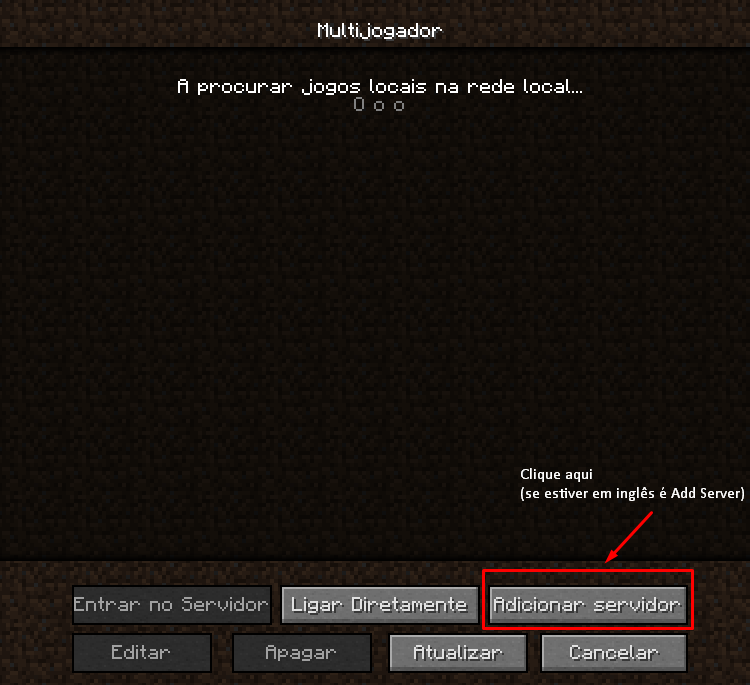 Multijogador
A procurar jogos locais na rede local...
O o o
Clique aqui
(se estiver em inglês é Add Server)
Entrar no Servidor Ligar Diretamente Adicionar servidor
Editar Apagar Atualizar Cancelar